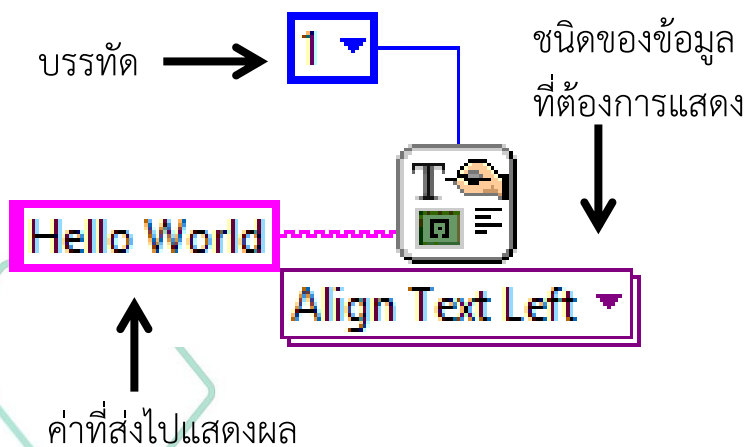 บรรทัด
1
ชนิดของข้อมูล
ที่ต้องการแสดง
T
Hello World
Align Text Left
ค่าที่ส่งไปแสดงผล